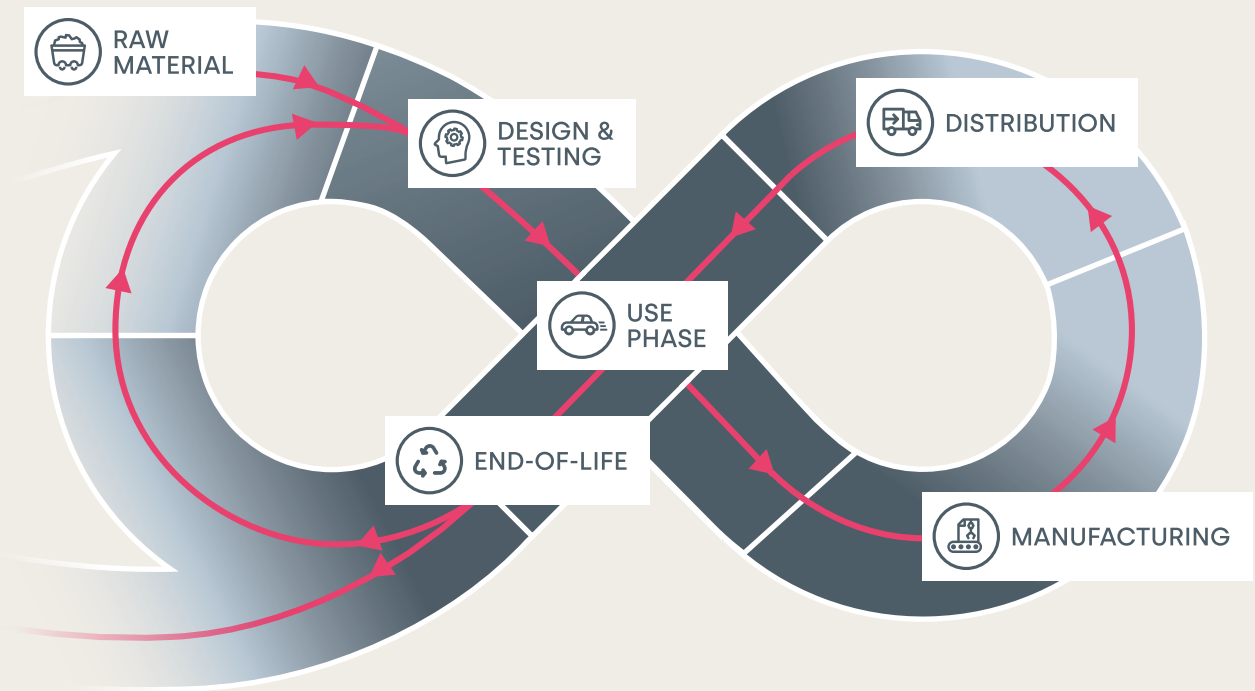 RAW
MATERIAL
DESIGN &
TESTING
DISTRIBUTION
USE
PHASE
END-OF-LIFE
MANUFACTURING